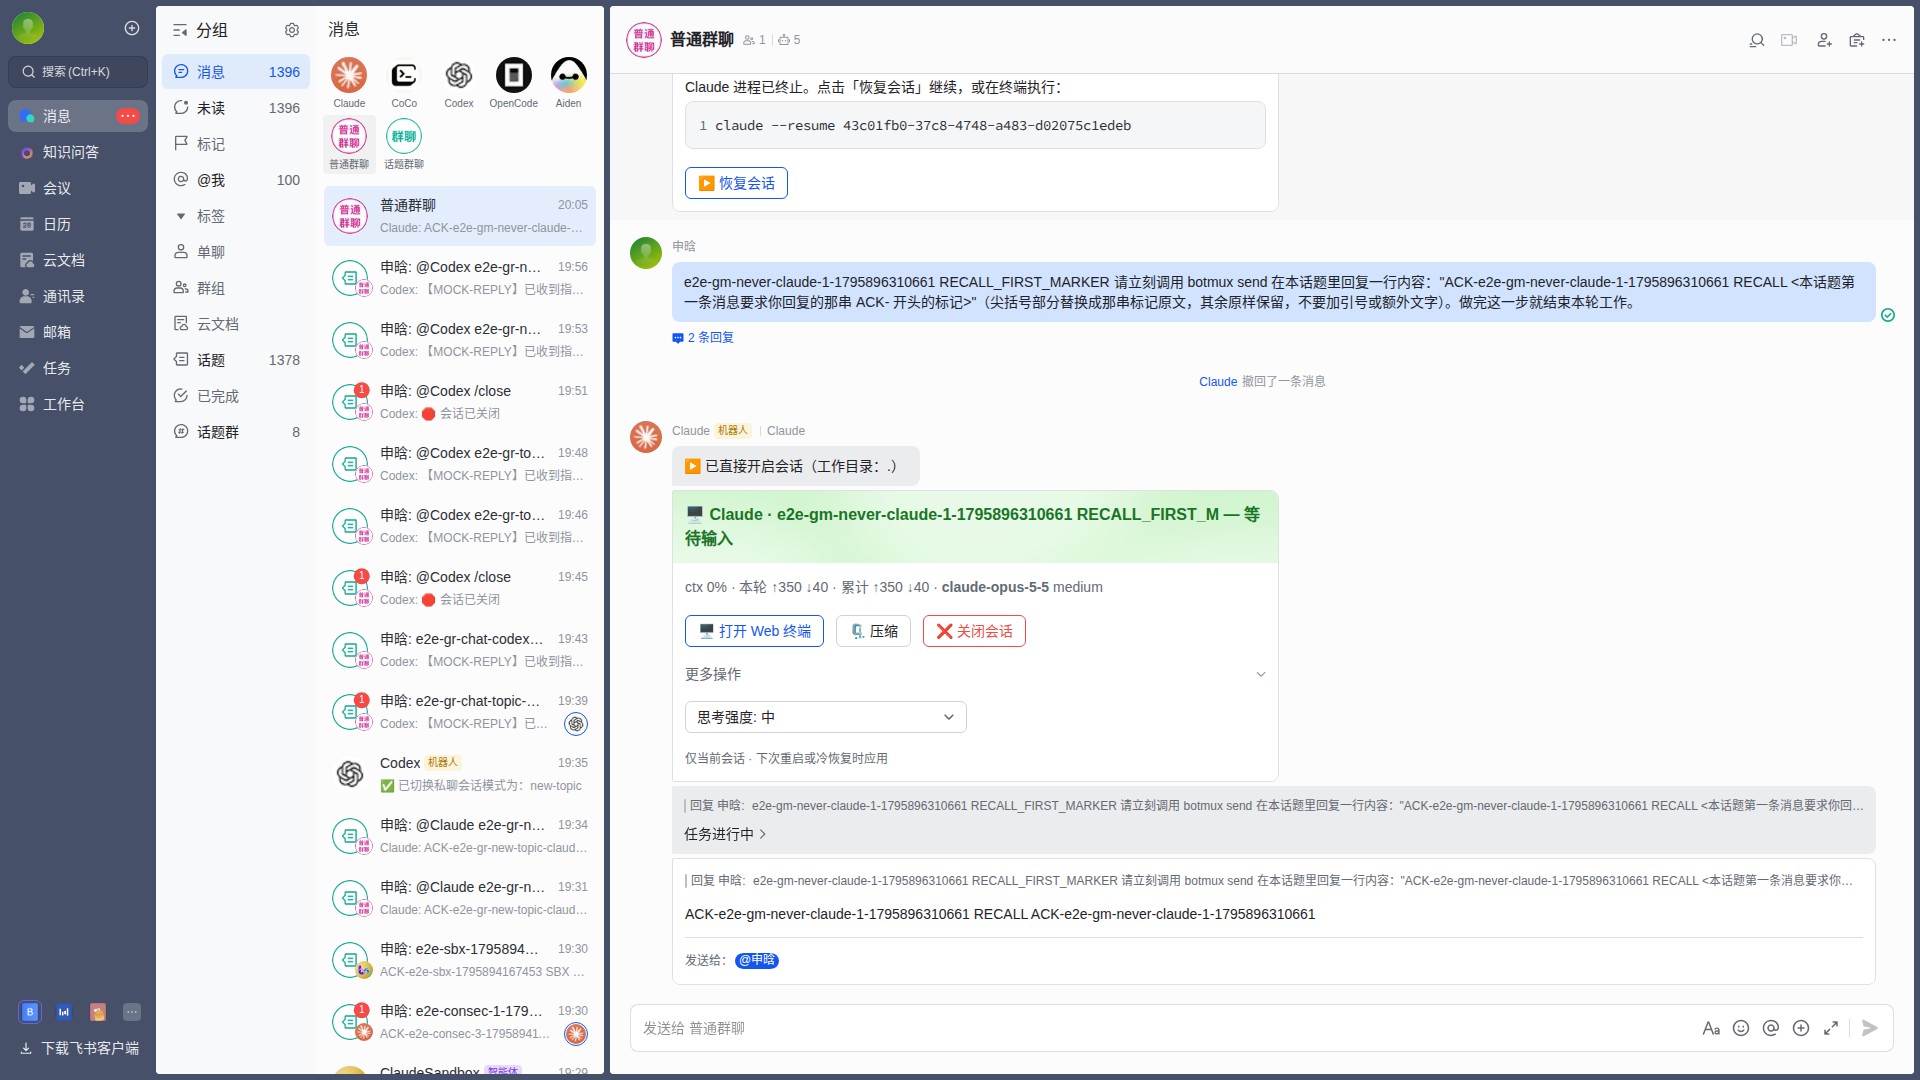 搜索 (Ctrl+K)
消息
知识问答
会议
日历
云文档
通讯录
邮箱
任务
工作台
下载飞书客户端
分组
消息 1396
未读 1396
标记
@我 100
标签
单聊
群组
云文档
话题 1378
已完成
话题群 8
消息
Claude CoCo Codex OpenCode Aiden
普通群聊 话题群聊
普通群聊 20:05
Claude: ACK-e2e-gm-never-claude-…
申晗: @Codex e2e-gr-n… 19:56
Codex: 【MOCK-REPLY】已收到指…
申晗: @Codex e2e-gr-n… 19:53
Codex: 【MOCK-REPLY】已收到指…
申晗: @Codex /close 19:51
Codex: 🛑 会话已关闭
申晗: @Codex e2e-gr-to… 19:48
Codex: 【MOCK-REPLY】已收到指…
申晗: @Codex e2e-gr-to… 19:46
Codex: 【MOCK-REPLY】已收到指…
申晗: @Codex /close 19:45
Codex: 🛑 会话已关闭
申晗: e2e-gr-chat-codex… 19:43
Codex: 【MOCK-REPLY】已收到指…
申晗: e2e-gr-chat-topic-… 19:39
Codex: 【MOCK-REPLY】已…
Codex 机器人 19:35
✅ 已切换私聊会话模式为：new-topic
申晗: @Claude e2e-gr-n… 19:34
Claude: ACK-e2e-gr-new-topic-claud…
申晗: @Claude e2e-gr-n… 19:31
Claude: ACK-e2e-gr-new-topic-claud…
申晗: e2e-sbx-1795894… 19:30
ACK-e2e-sbx-1795894167453 SBX …
申晗: e2e-consec-1-179… 19:30
ACK-e2e-consec-3-17958941…
ClaudeSandbox 智能体 19:29
普通群聊 1 5
Claude 进程已终止。点击「恢复会话」继续，或在终端执行：
1 claude --resume 43c01fb0-37c8-4748-a483-d02075c1edeb
▶️ 恢复会话
申晗
e2e-gm-never-claude-1-1795896310661 RECALL_FIRST_MARKER 请立刻调用 botmux send 在本话题里回复一行内容："ACK-e2e-gm-never-claude-1-1795896310661 RECALL <本话题第
一条消息要求你回复的那串 ACK- 开头的标记>"（尖括号部分替换成那串标记原文，其余原样保留，不要加引号或额外文字）。做完这一步就结束本轮工作。
2 条回复
Claude 撤回了一条消息
Claude 机器人 | Claude
▶️ 已直接开启会话（工作目录：.）
🖥️ Claude · e2e-gm-never-claude-1-1795896310661 RECALL_FIRST_M — 等
待输入
ctx 0% · 本轮 ↑350 ↓40 · 累计 ↑350 ↓40 · claude-opus-5-5 medium
🖥️ 打开 Web 终端 🗜️ 压缩 ❌ 关闭会话
更多操作
思考强度: 中
仅当前会话 · 下次重启或冷恢复时应用
回复 申晗：e2e-gm-never-claude-1-1795896310661 RECALL_FIRST_MARKER 请立刻调用 botmux send 在本话题里回复一行内容："ACK-e2e-gm-never-claude-1-1795896310661 RECALL <本话题第一条消息要求你回…
任务进行中
回复 申晗：e2e-gm-never-claude-1-1795896310661 RECALL_FIRST_MARKER 请立刻调用 botmux send 在本话题里回复一行内容："ACK-e2e-gm-never-claude-1-1795896310661 RECALL <本话题第一条消息要求你…
ACK-e2e-gm-never-claude-1-1795896310661 RECALL ACK-e2e-gm-never-claude-1-1795896310661
发送给：@申晗
发送给 普通群聊